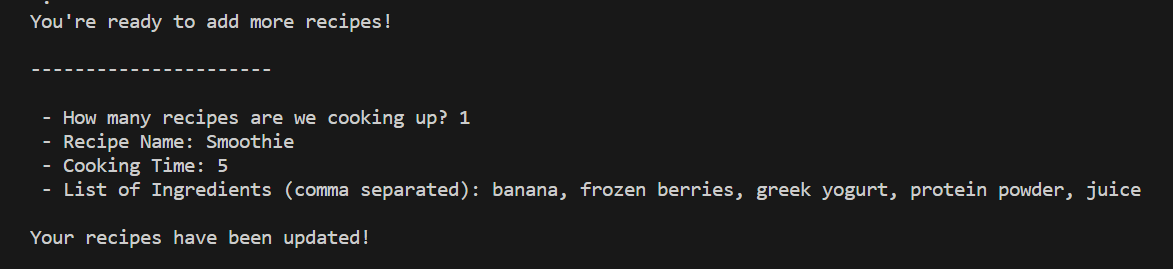 You're ready to add more recipes!
----------------------
- How many recipes are we cooking up? 1
- Recipe Name: Smoothie
- Cooking Time: 5
- List of Ingredients (comma separated): banana, frozen berries, greek yogurt, protein powder, juice
Your recipes have been updated!